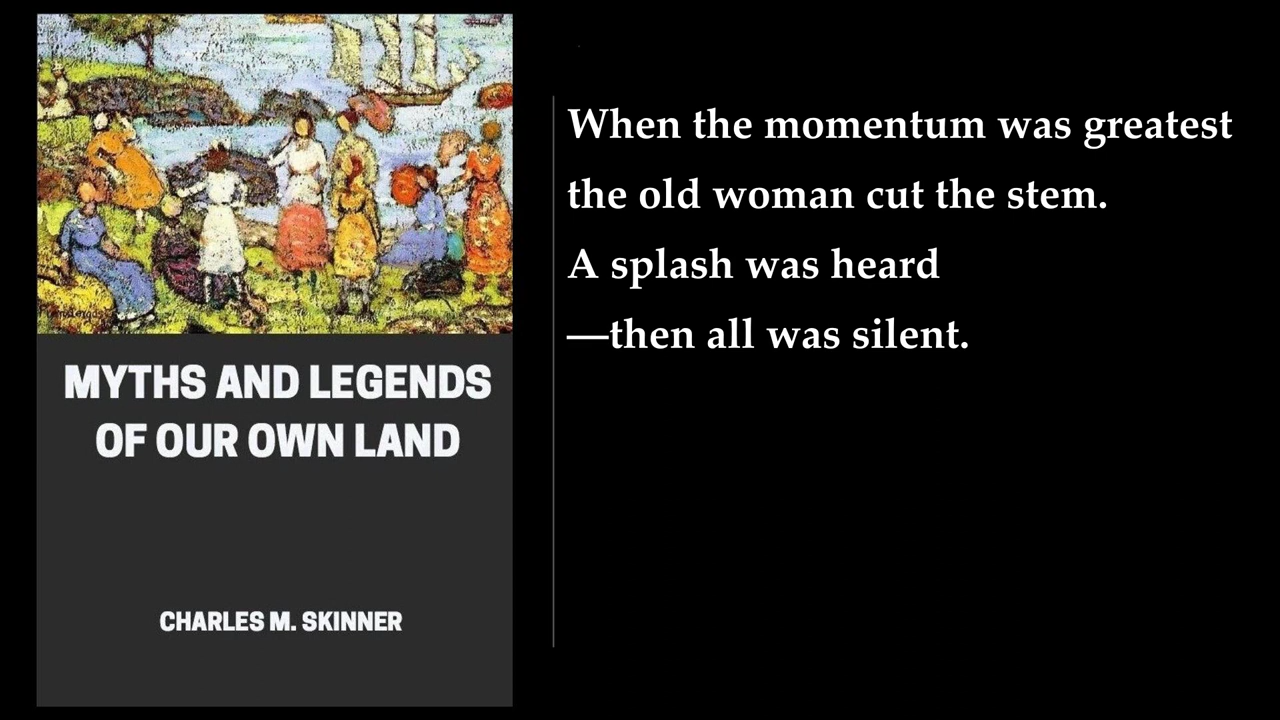 MYTHS AND LEGENDS
OF OUR OWN LAND
CHARLES M. SKINNER
When the momentum was greatest
the old woman cut the stem.
A splash was heard
—then all was silent.